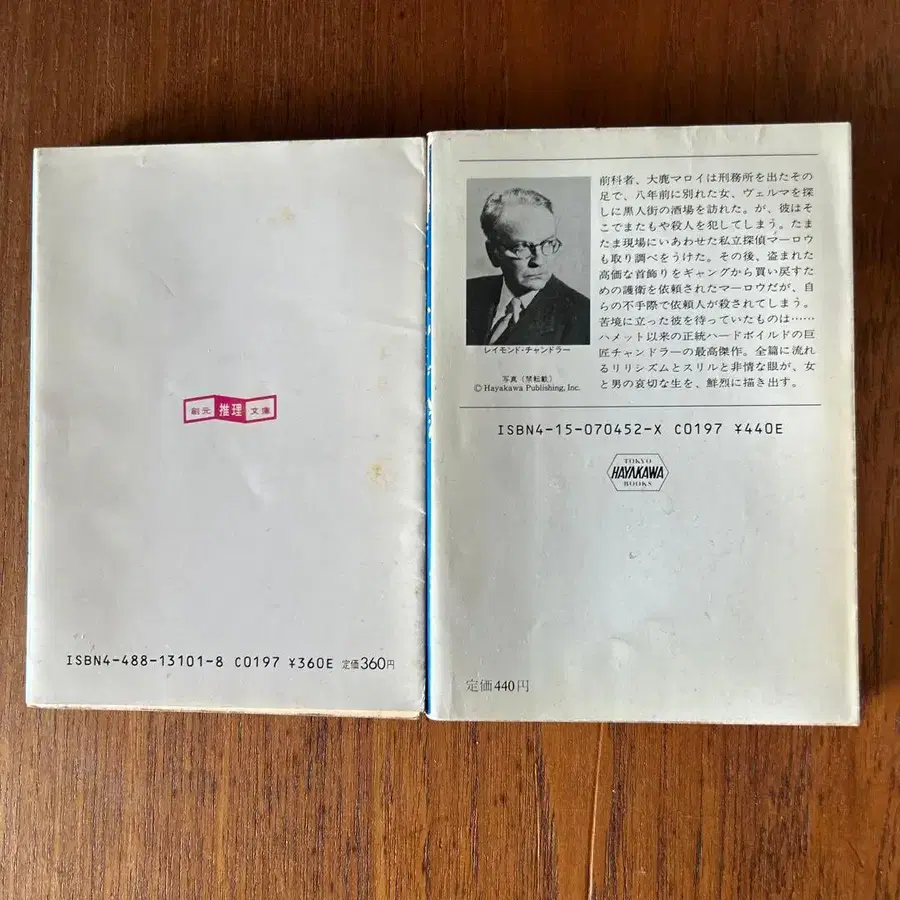 創元 推理 文庫
ISBN4-488-13101-8 C0197 ¥360E 定価360円
前科者、大鹿マロイは刑務所を出たその
足で、八年前に別れた女、ヴェルマを探
しに黒人街の酒場を訪れた。が、彼はそ
こでまたもや殺人を犯してしまう。たま
たま現場にいあわせた私立探偵マーロウ
も取り調べをうけた。その後、盗まれた
高価な首飾りをギャングから買い戻すた
めの護衛を依頼されたマーロウだが、自
らの不手際で依頼人が殺されてしまう。
苦境に立った彼を待っていたものは……
ハメット以来の正統ハードボイルドの巨
匠チャンドラーの最高傑作。全篇に流れ
るリリシズムとスリルと非情な眼が、女
と男の哀切な生を、鮮烈に描き出す。
レイモンド・チャンドラー
写真(禁転載)
© Hayakawa Publishing, Inc.
ISBN4-15-070452-X C0197 ¥440E
TOKYO
HAYAKAWA
BOOKS
定価440円